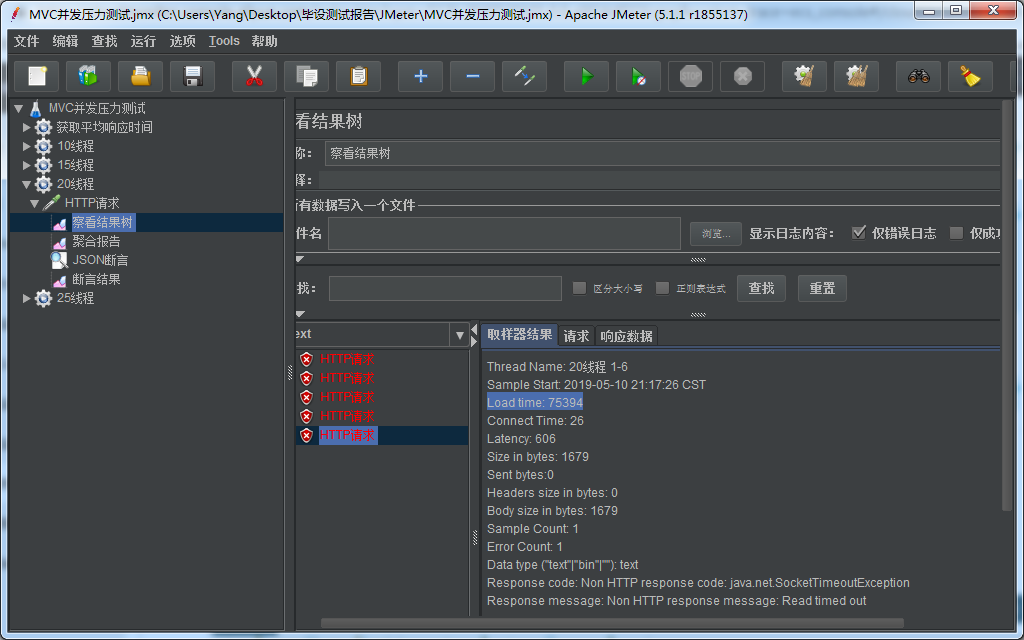 MVC并发压力测试.jmx (C:\Users\Yang\Desktop\毕设测试报告\JMeter\MVC并发压力测试.jmx) - Apache JMeter (5.1.1 r1855137)
文件 编辑 查找 运行 选项 Tools 帮助
STOP
MVC并发压力测试
获取平均响应时间
10线程
15线程
20线程
HTTP请求
察看结果树
聚合报告
JSON断言
断言结果
25线程
看结果树
称: 察看结果树
释:
所有数据写入一个文件
件名 浏览... 显示日志内容: 仅错误日志 仅成功
找: 区分大小写 正则表达式 查找 重置
ext
HTTP请求
HTTP请求
HTTP请求
HTTP请求
HTTP请求
取样器结果 请求 响应数据
Thread Name: 20线程 1-6
Sample Start: 2019-05-10 21:17:26 CST
Load time: 75394
Connect Time: 26
Latency: 606
Size in bytes: 1679
Sent bytes:0
Headers size in bytes: 0
Body size in bytes: 1679
Sample Count: 1
Error Count: 1
Data type ("text"|"bin"|""): text
Response code: Non HTTP response code: java.net.SocketTimeoutException
Response message: Non HTTP response message: Read timed out